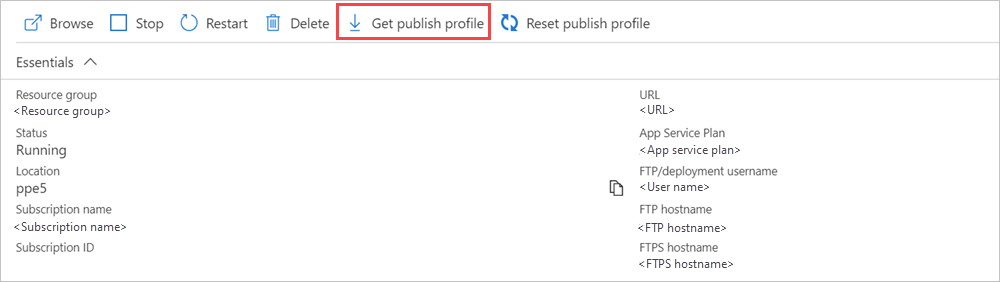 Browse Stop Restart Delete Get publish profile Reset publish profile
Essentials
Resource group
<Resource group>
Status
Running
Location
ppe5
Subscription name
<Subscription name>
Subscription ID
URL
<URL>
App Service Plan
<App service plan>
FTP/deployment username
<User name>
FTP hostname
<FTP hostname>
FTPS hostname
<FTPS hostname>